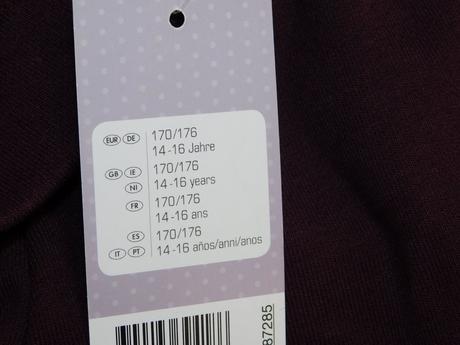 EUR DE 170/176
14-16 Jahre
GB IE 170/176
NI 14-16 years
FR 170/176
14-16 ans
ES 170/176
IT PT 14-16 años/anni/anos
87285